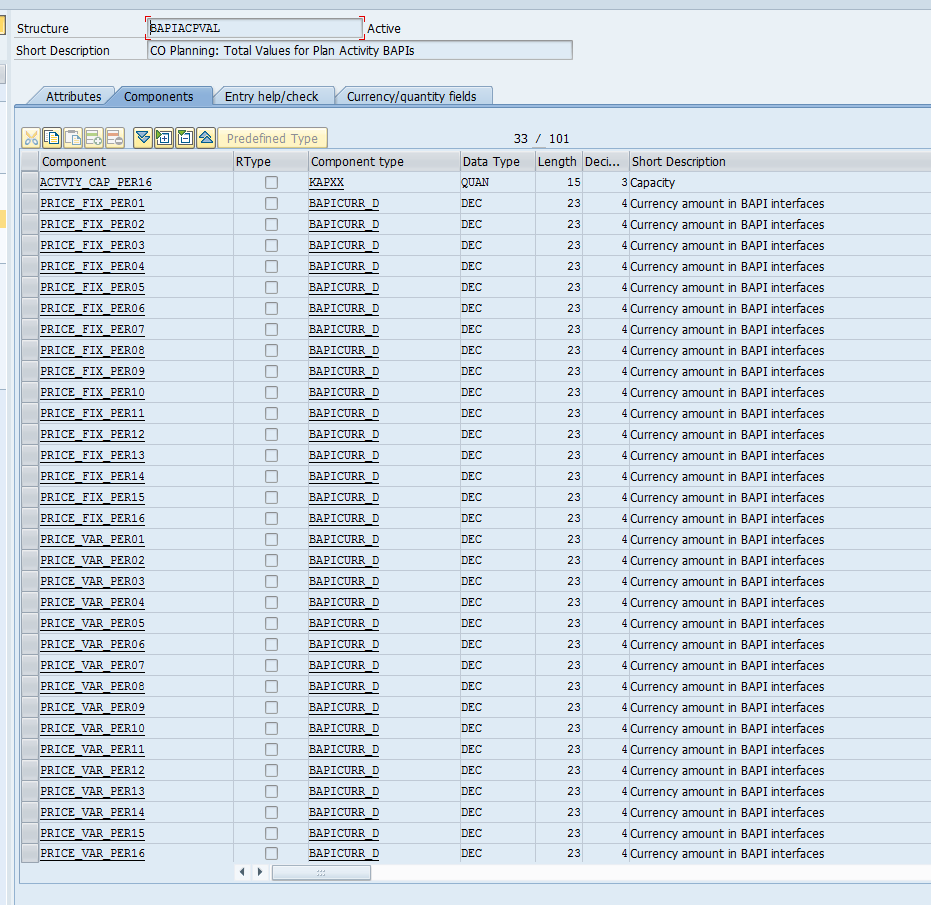 Structure BAPIACPVAL Active
Short Description CO Planning: Total Values for Plan Activity BAPIs
Attributes Components Entry help/check Currency/quantity fields
Predefined Type 33 / 101
Component RType Component type Data Type Length Deci... Short Description
ACTVTY_CAP_PER16 KAPXX QUAN 15 3 Capacity
PRICE_FIX_PER01 BAPICURR_D DEC 23 4 Currency amount in BAPI interfaces
PRICE_FIX_PER02 BAPICURR_D DEC 23 4 Currency amount in BAPI interfaces
PRICE_FIX_PER03 BAPICURR_D DEC 23 4 Currency amount in BAPI interfaces
PRICE_FIX_PER04 BAPICURR_D DEC 23 4 Currency amount in BAPI interfaces
PRICE_FIX_PER05 BAPICURR_D DEC 23 4 Currency amount in BAPI interfaces
PRICE_FIX_PER06 BAPICURR_D DEC 23 4 Currency amount in BAPI interfaces
PRICE_FIX_PER07 BAPICURR_D DEC 23 4 Currency amount in BAPI interfaces
PRICE_FIX_PER08 BAPICURR_D DEC 23 4 Currency amount in BAPI interfaces
PRICE_FIX_PER09 BAPICURR_D DEC 23 4 Currency amount in BAPI interfaces
PRICE_FIX_PER10 BAPICURR_D DEC 23 4 Currency amount in BAPI interfaces
PRICE_FIX_PER11 BAPICURR_D DEC 23 4 Currency amount in BAPI interfaces
PRICE_FIX_PER12 BAPICURR_D DEC 23 4 Currency amount in BAPI interfaces
PRICE_FIX_PER13 BAPICURR_D DEC 23 4 Currency amount in BAPI interfaces
PRICE_FIX_PER14 BAPICURR_D DEC 23 4 Currency amount in BAPI interfaces
PRICE_FIX_PER15 BAPICURR_D DEC 23 4 Currency amount in BAPI interfaces
PRICE_FIX_PER16 BAPICURR_D DEC 23 4 Currency amount in BAPI interfaces
PRICE_VAR_PER01 BAPICURR_D DEC 23 4 Currency amount in BAPI interfaces
PRICE_VAR_PER02 BAPICURR_D DEC 23 4 Currency amount in BAPI interfaces
PRICE_VAR_PER03 BAPICURR_D DEC 23 4 Currency amount in BAPI interfaces
PRICE_VAR_PER04 BAPICURR_D DEC 23 4 Currency amount in BAPI interfaces
PRICE_VAR_PER05 BAPICURR_D DEC 23 4 Currency amount in BAPI interfaces
PRICE_VAR_PER06 BAPICURR_D DEC 23 4 Currency amount in BAPI interfaces
PRICE_VAR_PER07 BAPICURR_D DEC 23 4 Currency amount in BAPI interfaces
PRICE_VAR_PER08 BAPICURR_D DEC 23 4 Currency amount in BAPI interfaces
PRICE_VAR_PER09 BAPICURR_D DEC 23 4 Currency amount in BAPI interfaces
PRICE_VAR_PER10 BAPICURR_D DEC 23 4 Currency amount in BAPI interfaces
PRICE_VAR_PER11 BAPICURR_D DEC 23 4 Currency amount in BAPI interfaces
PRICE_VAR_PER12 BAPICURR_D DEC 23 4 Currency amount in BAPI interfaces
PRICE_VAR_PER13 BAPICURR_D DEC 23 4 Currency amount in BAPI interfaces
PRICE_VAR_PER14 BAPICURR_D DEC 23 4 Currency amount in BAPI interfaces
PRICE_VAR_PER15 BAPICURR_D DEC 23 4 Currency amount in BAPI interfaces
PRICE_VAR_PER16 BAPICURR_D DEC 23 4 Currency amount in BAPI interfaces